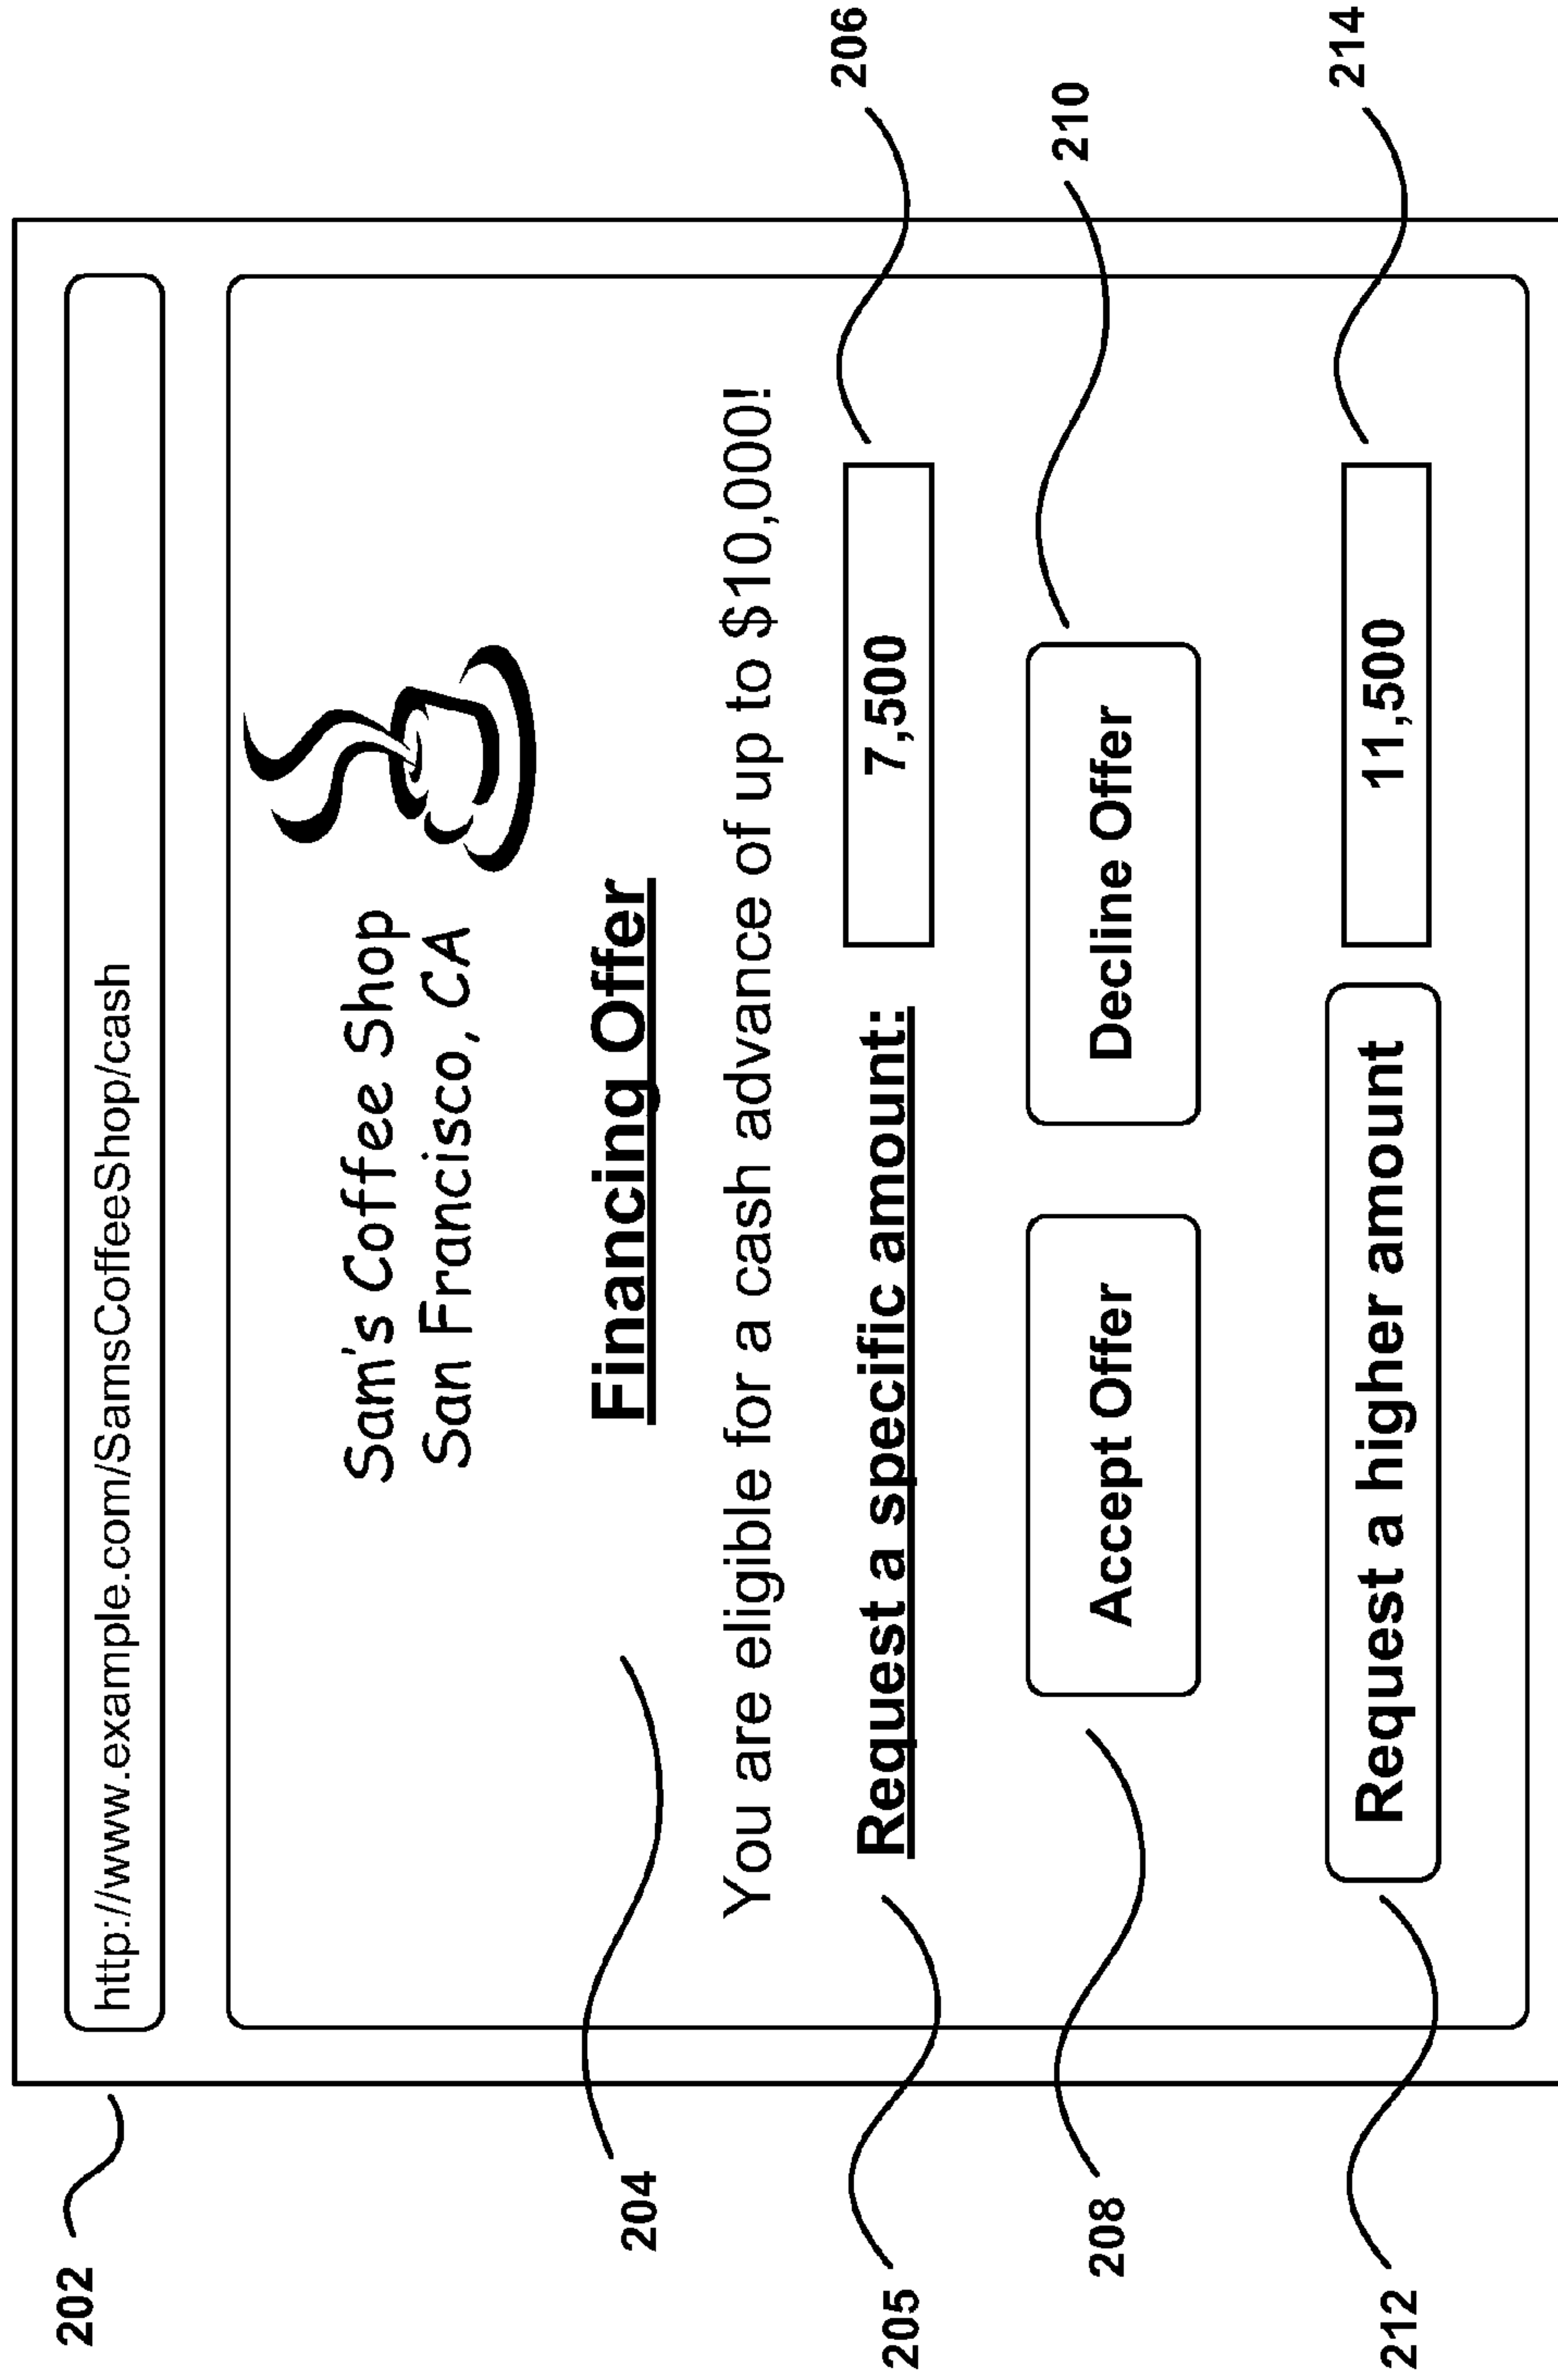 202
http://www.example.com/SamsCoffeeShop/cash
Sam's Coffee Shop
San Francisco, CA
204
Financing Offer
You are eligible for a cash advance of up to $10,000!
205
Request a specific amount:
7,500
206
208
Accept Offer
Decline Offer
210
212
Request a higher amount
11,500
214